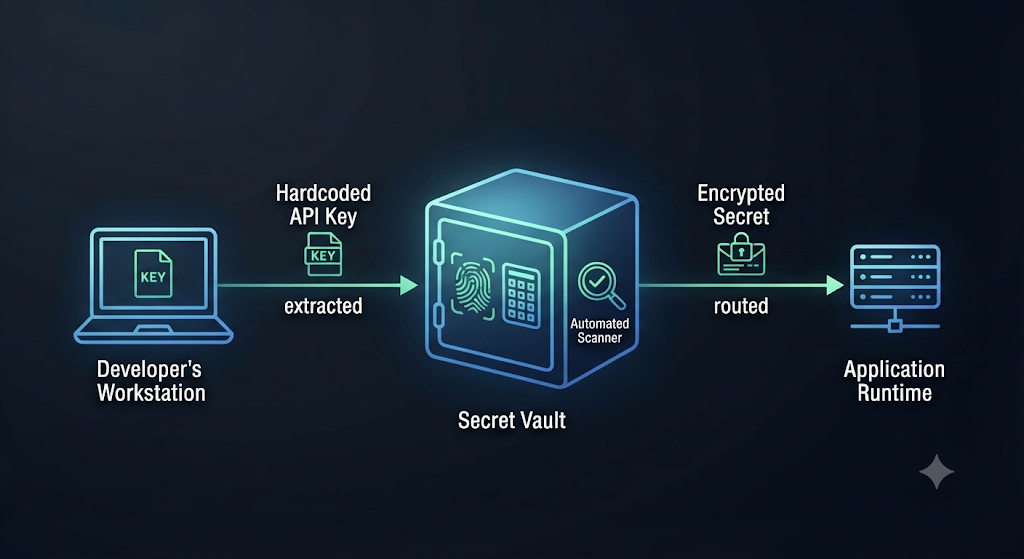 KEY
Developer's
Workstation
Hardcoded
API Key
KEY
extracted
Automated
Scanner
Secret Vault
Encrypted
Secret
routed
Application
Runtime